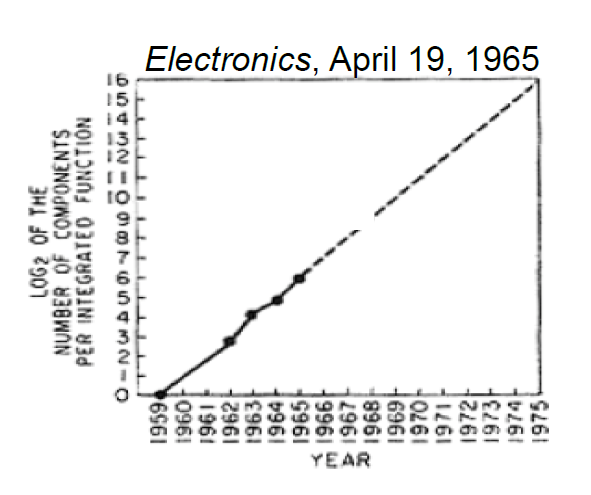 Electronics, April 19, 1965
LOG2 OF THE
NUMBER OF COMPONENTS
PER INTEGRATED FUNCTION
16
15
14
13
12
11
10
9
8
7
6
5
4
3
2
1
0
1959 1960 1961 1962 1963 1964 1965 1966 1967 1968 1969 1970 1971 1972 1973 1974 1975
YEAR